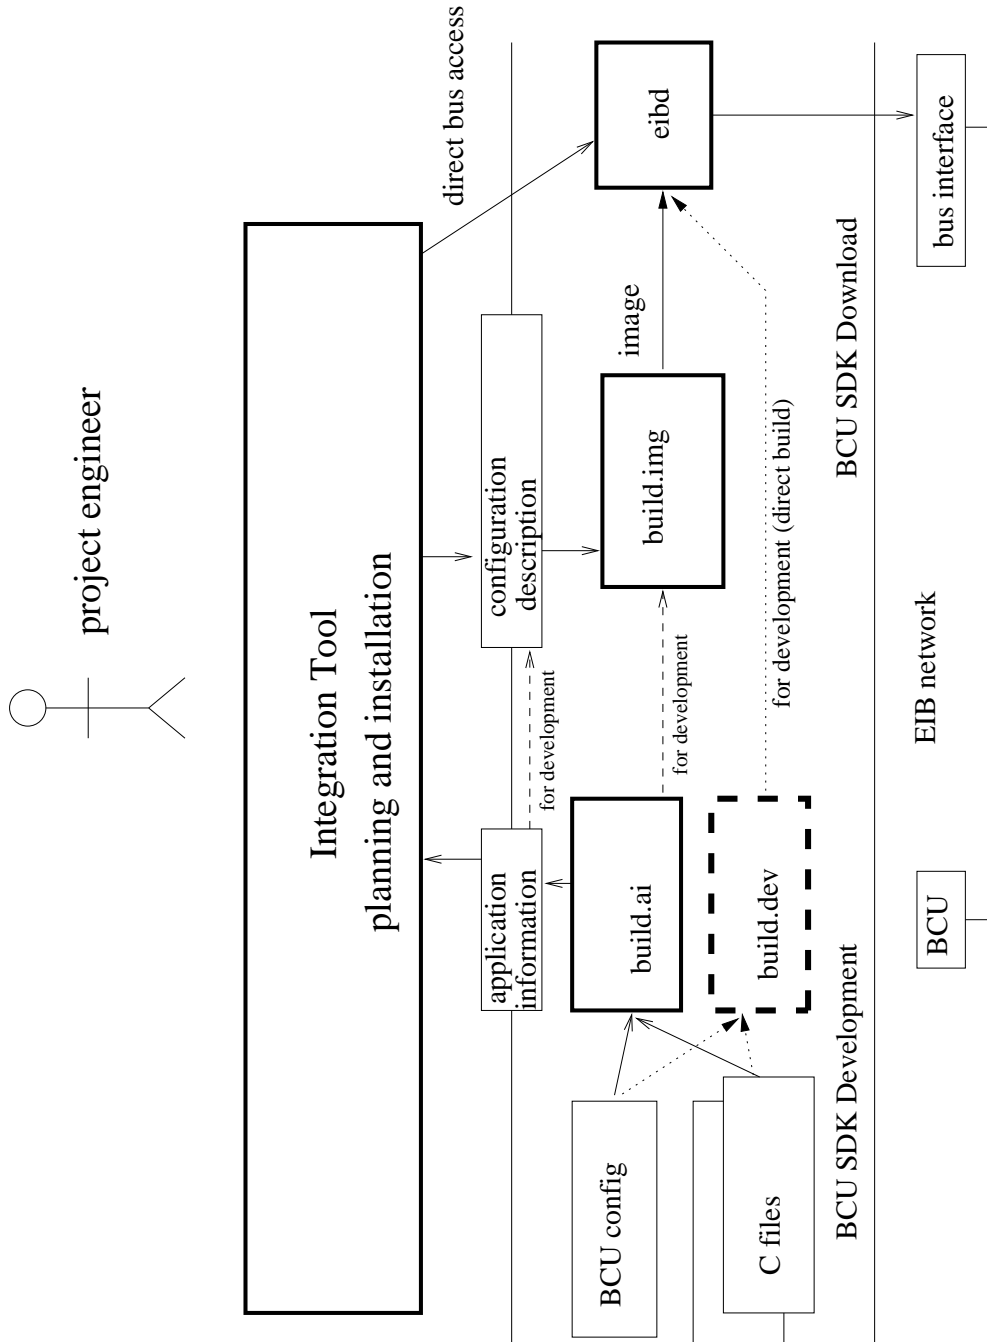 project engineer
Integration Tool
planning and installation
direct bus access
application
information
for development
configuration
description
BCU config
C files
build.ai
for development
build.img
image
eibd
build.dev
for development (direct build)
BCU SDK Development
BCU SDK Download
EIB network
BCU
bus interface